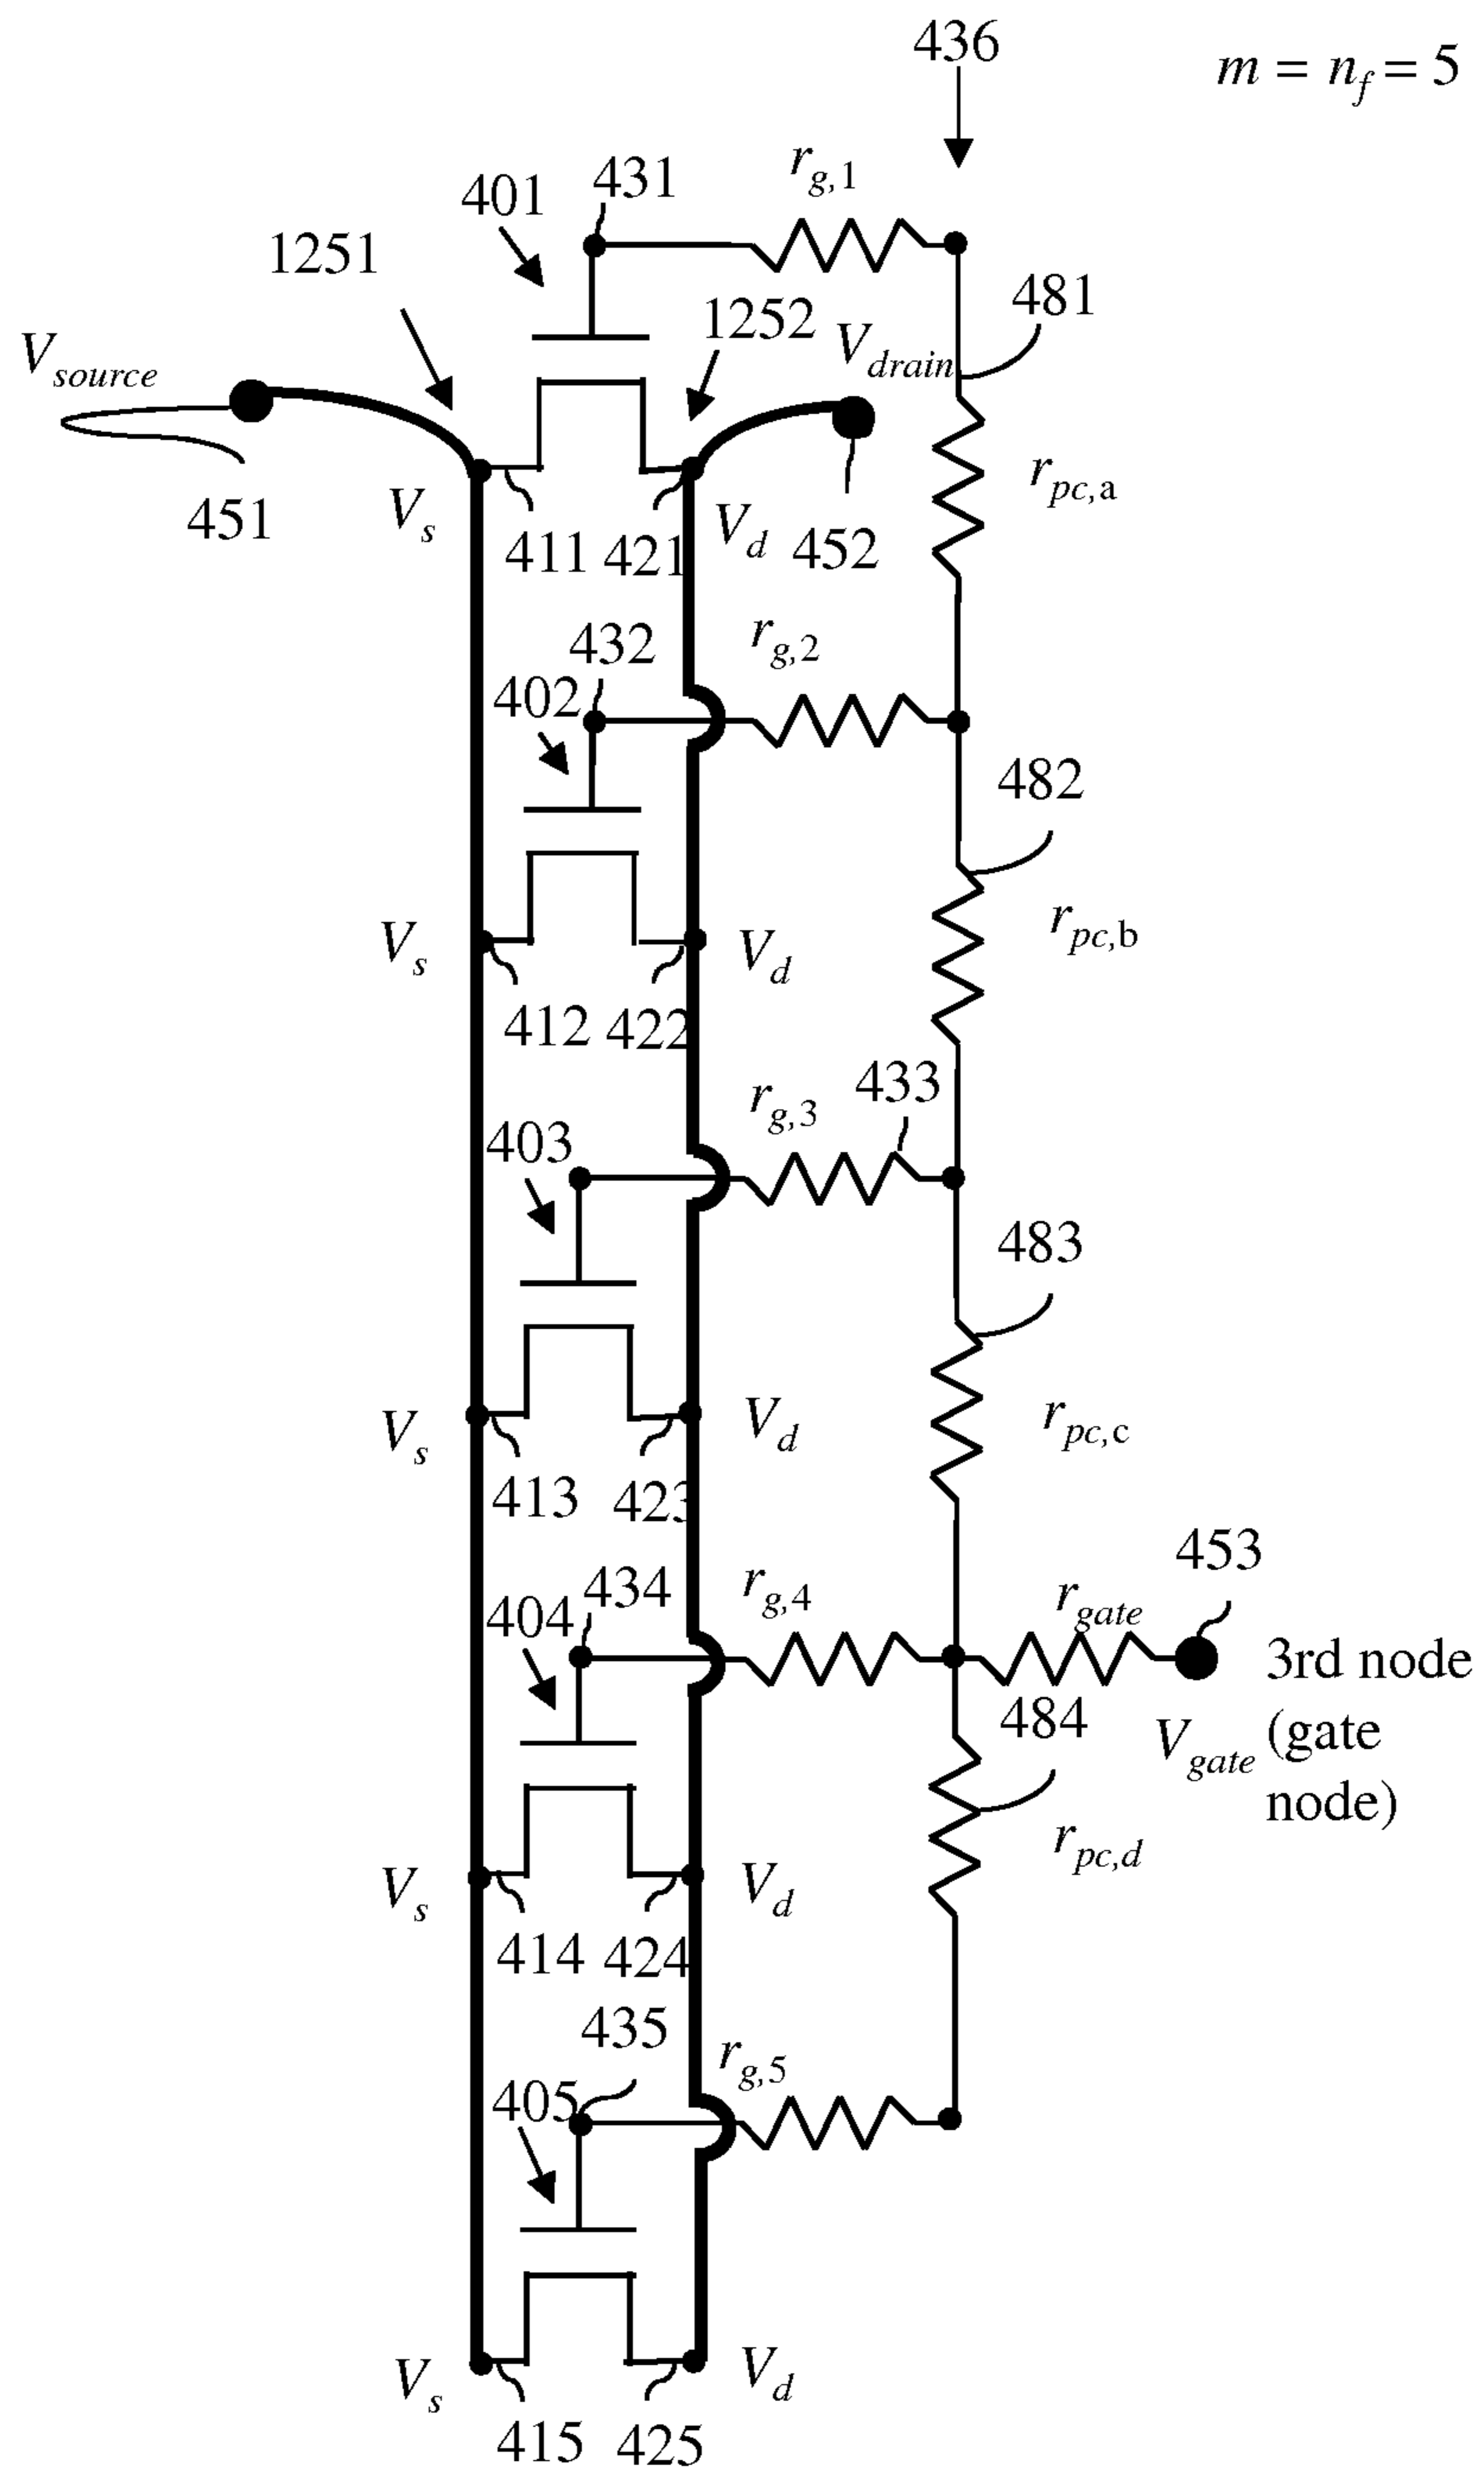 436
m = n_f = 5
r_g,1
431
401
1251
481
1252
V_drain
V_source
r_pc,a
451
V_s
411
421
V_d
452
r_g,2
432
402
482
r_pc,b
V_s
V_d
412
422
433
r_g,3
403
483
r_pc,c
V_s
V_d
413
423
453
434
r_g,4
r_gate
404
3rd node
484
V_gate
(gate
node)
r_pc,d
V_s
V_d
414
424
435
r_g,5
405
V_s
V_d
415
425